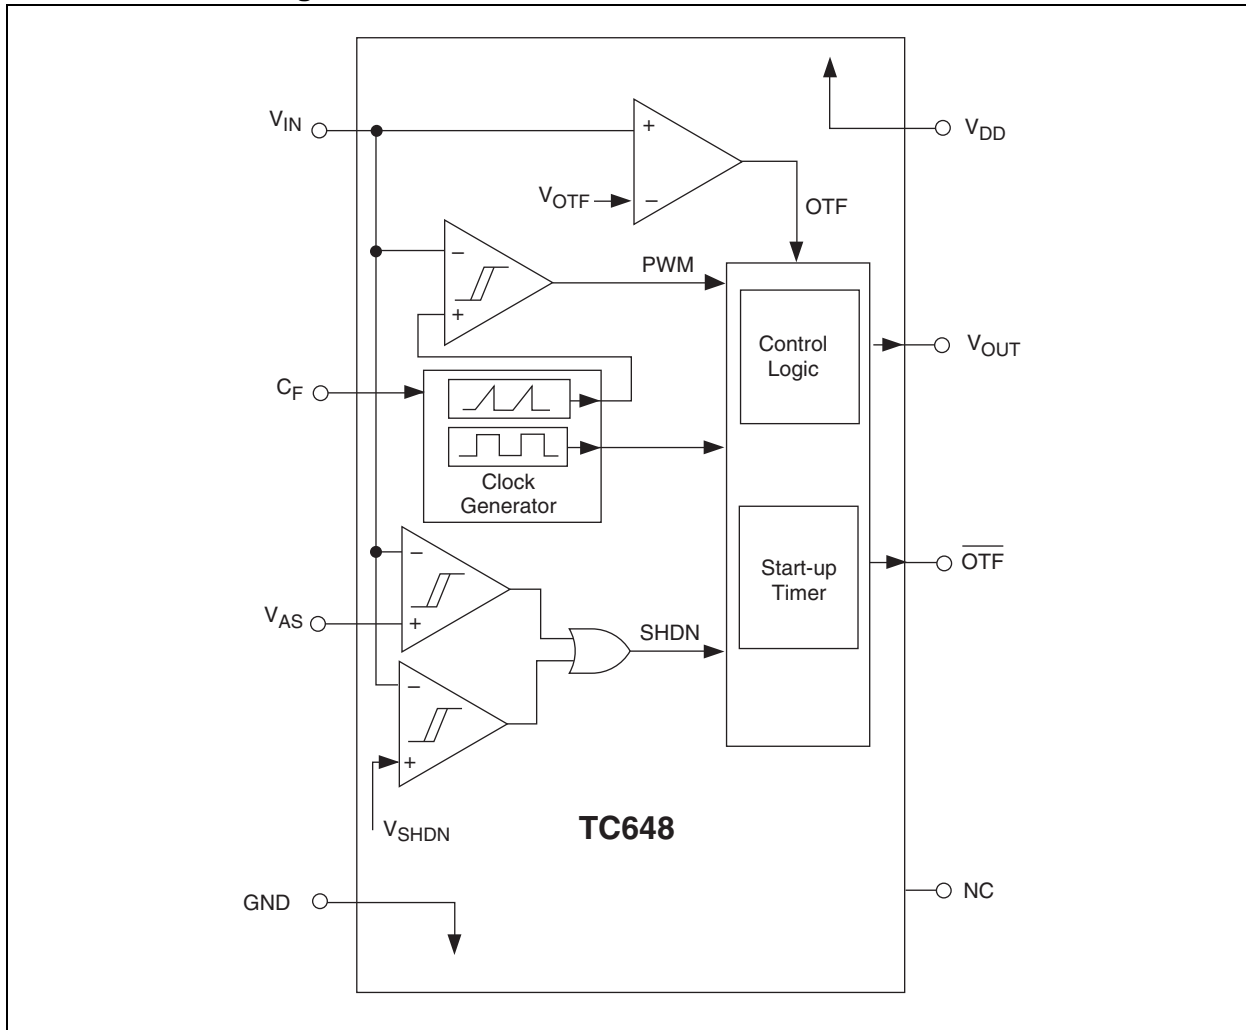 V_IN
V_DD
+
V_OTF
−
OTF
−
PWM
+
Control
Logic
V_OUT
C_F
Clock
Generator
−
Start-up
Timer
OTF
V_AS
+
SHDN
−
+
V_SHDN
TC648
GND
NC